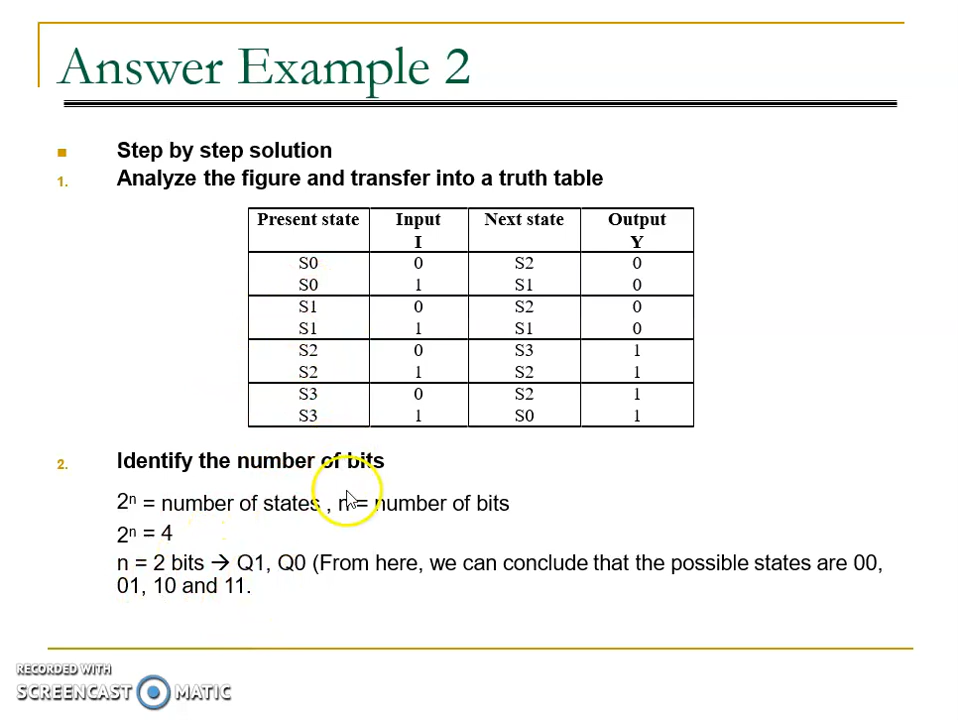 Answer Example 2
Step by step solution
1. Analyze the figure and transfer into a truth table
Present state Input I Next state Output Y
S0 0 S2 0
S0 1 S1 0
S1 0 S2 0
S1 1 S1 0
S2 0 S3 1
S2 1 S2 1
S3 0 S2 1
S3 1 S0 1
2. Identify the number of bits
2ⁿ = number of states , n = number of bits
2ⁿ = 4
n = 2 bits → Q1, Q0 (From here, we can conclude that the possible states are 00,
01, 10 and 11.
RECORDED WITH
SCREENCAST MATIC